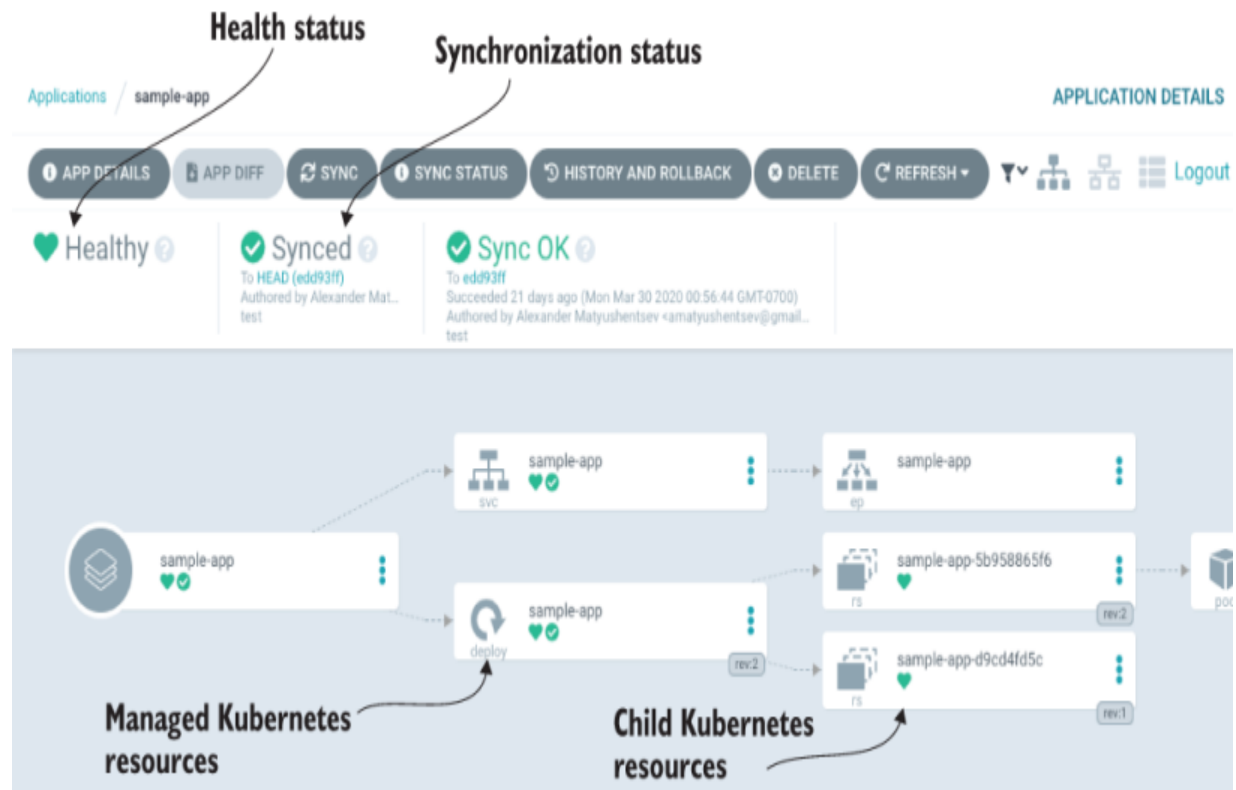 Health status
Synchronization status
Applications / sample-app
APPLICATION DETAILS
APP DETAILS
APP DIFF
SYNC
SYNC STATUS
HISTORY AND ROLLBACK
DELETE
REFRESH
Logout
Healthy
Synced
To HEAD (edd93ff)
Authored by Alexander Mat...
test
Sync OK
To edd93ff
Succeeded 21 days ago (Mon Mar 30 2020 00:56:44 GMT-0700)
Authored by Alexander Matyushentsev <amatyushentsev@gmail...
test
sample-app
svc
sample-app
ep
sample-app
sample-app-5b958865f6
rs
rev:2
sample-app
deploy
rev:2
sample-app-d9cd4fd5c
rs
rev:1
Managed Kubernetes
resources
Child Kubernetes
resources